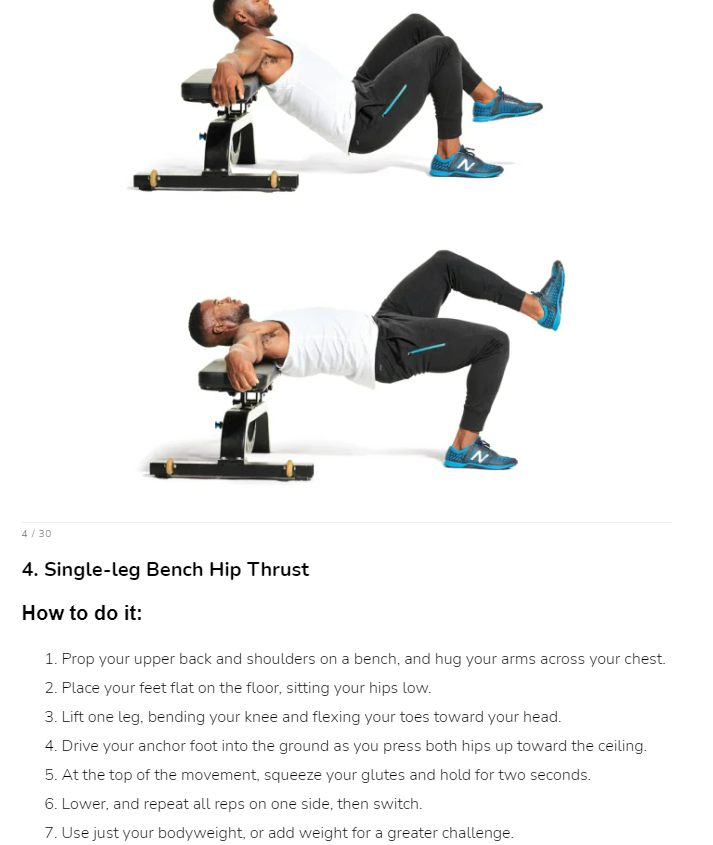 N
N
4 / 30
4. Single-leg Bench Hip Thrust
How to do it:
1. Prop your upper back and shoulders on a bench, and hug your arms across your chest.
2. Place your feet flat on the floor, sitting your hips low.
3. Lift one leg, bending your knee and flexing your toes toward your head.
4. Drive your anchor foot into the ground as you press both hips up toward the ceiling.
5. At the top of the movement, squeeze your glutes and hold for two seconds.
6. Lower, and repeat all reps on one side, then switch.
7. Use just your bodyweight, or add weight for a greater challenge.